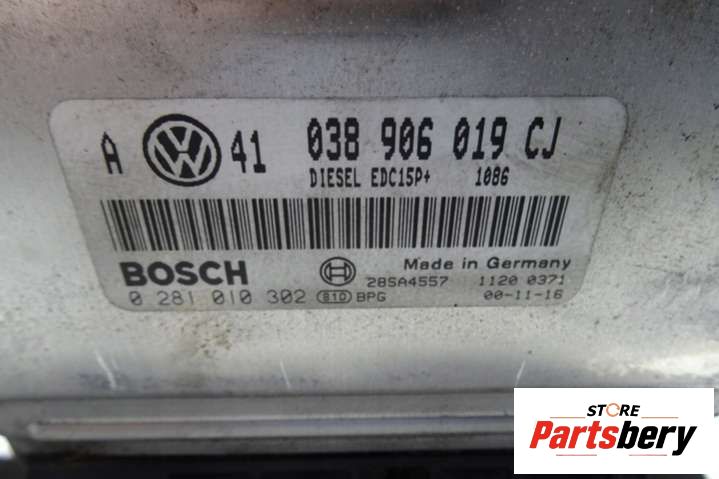 A VW 41 038 906 019 CJ
DIESEL EDC15P+ 1086
BOSCH
Made in Germany
28SA4557 1120 0371
0 281 010 302 810 BPG 00-11-16
STORE
Partsbery